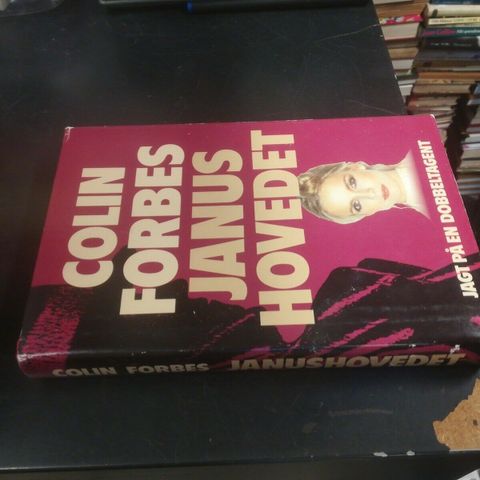 COLIN
FORBES
JANUS
HOVEDET
JAGT PÅ EN DOBBELTAGENT
COLIN FORBES JANUSHOVEDET